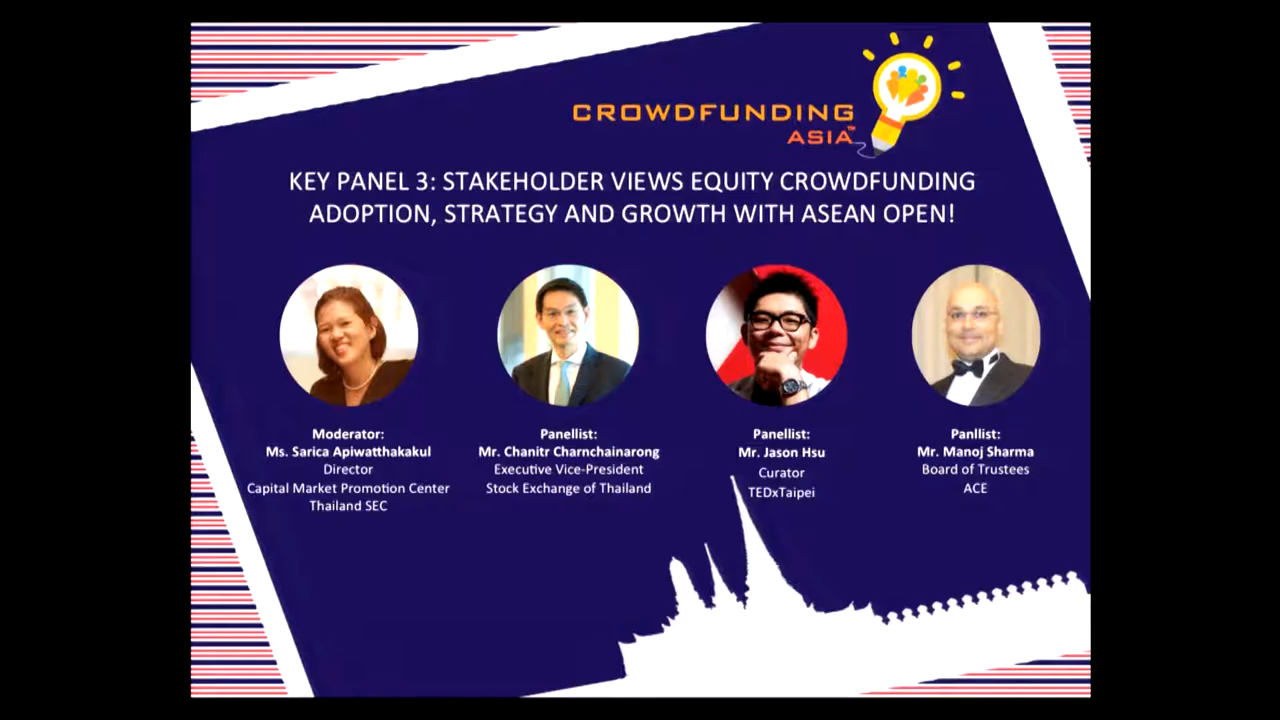 CROWDFUNDING
ASIA™
KEY PANEL 3: STAKEHOLDER VIEWS EQUITY CROWDFUNDING
ADOPTION, STRATEGY AND GROWTH WITH ASEAN OPEN!
Moderator:
Ms. Sarica Apiwatthakakul
Director
Capital Market Promotion Center
Thailand SEC
Panellist:
Mr. Chanitr Charnchainarong
Executive Vice-President
Stock Exchange of Thailand
Panellist:
Mr. Jason Hsu
Curator
TEDxTaipei
Panllist:
Mr. Manoj Sharma
Board of Trustees
ACE